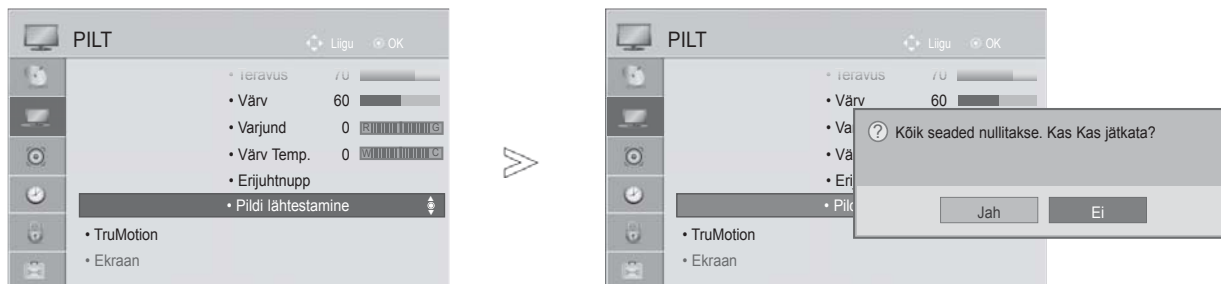 PILT
Liigu OK
• Teravus 70
• Värv 60
• Varjund 0 R G
• Värv Temp. 0 W C
• Erijuhtnupp
• Pildi lähtestamine
• TruMotion
• Ekraan
PILT
Liigu OK
• Teravus 70
• Värv 60
• Va
• Vä
• Eri
• Pild
• TruMotion
• Ekraan
? Kõik seaded nullitakse. Kas Kas jätkata?
Jah Ei